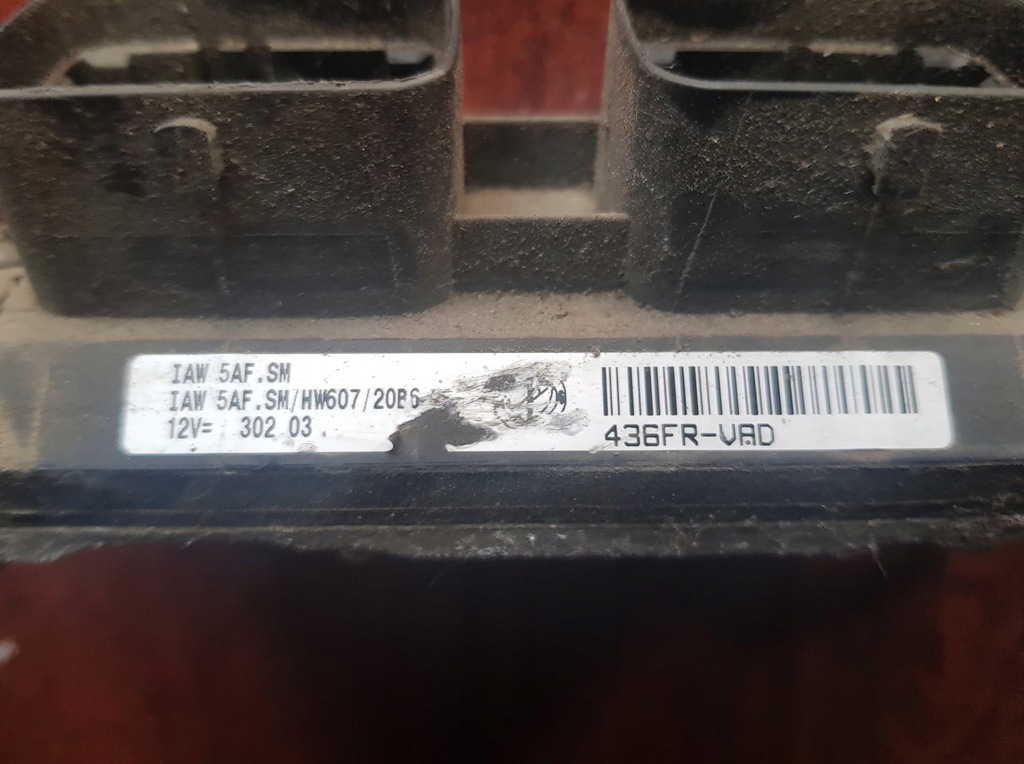 IAW 5AF.SM
IAW 5AF.SM/HW607/20B6
12V= 302 03
436FR-VAD